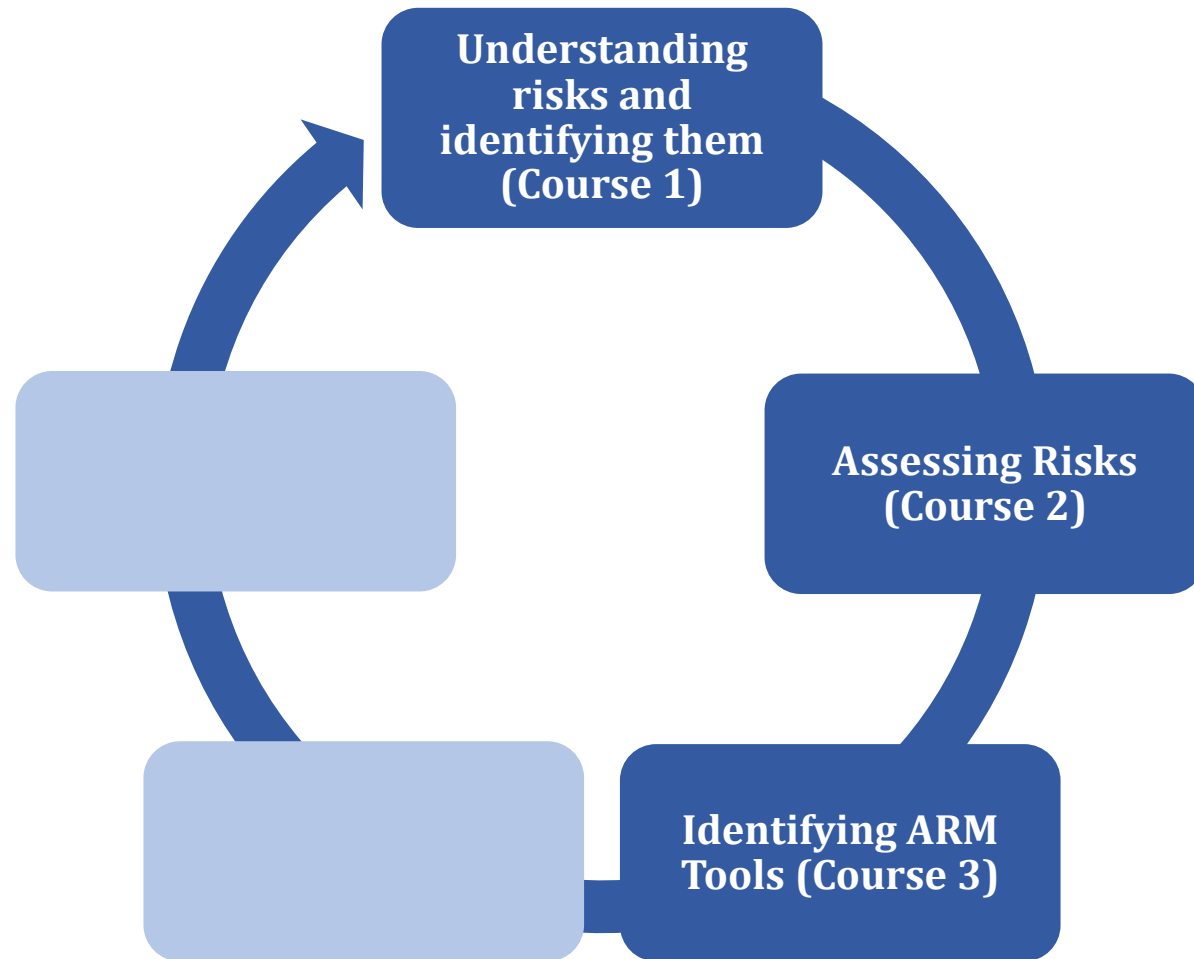 Understanding
risks and
identifying them
(Course 1)
Assessing Risks
(Course 2)
Identifying ARM
Tools (Course 3)